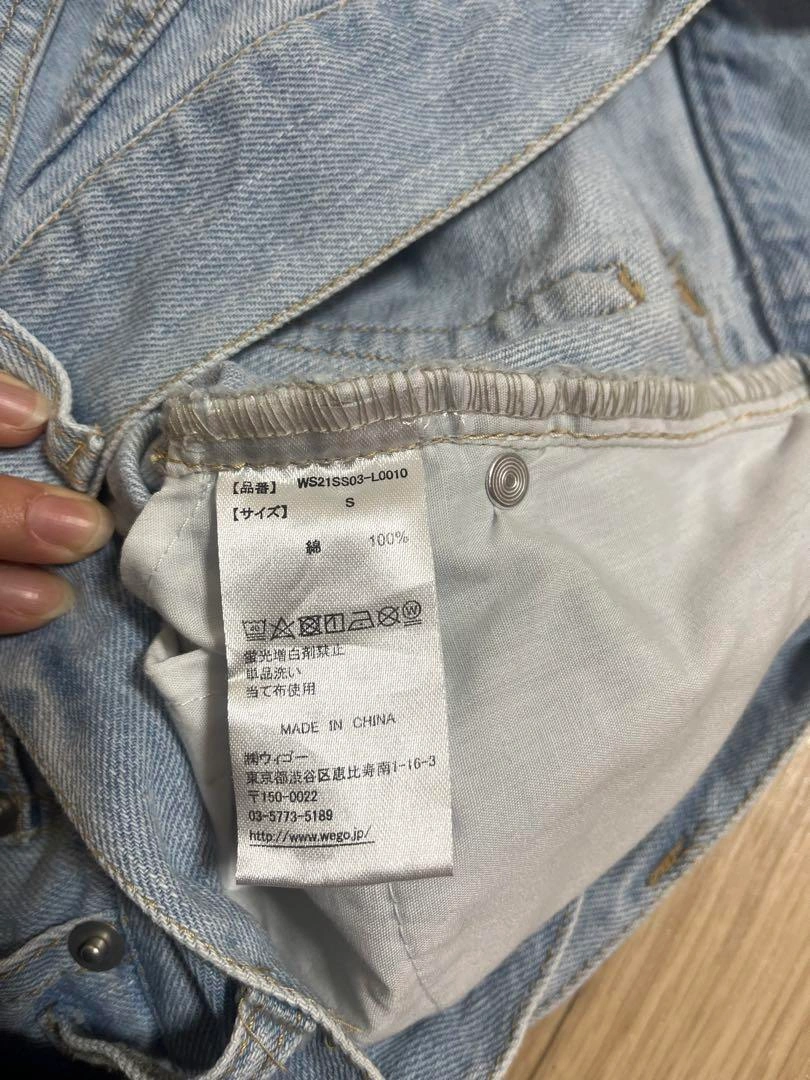 【品番】 WS21SS03-L0010
【サイズ】 S
綿 100%
40 W
蛍光増白剤禁止
単品洗い
当て布使用
MADE IN CHINA
㈱ウィゴー
東京都渋谷区恵比寿南1-16-3
〒150-0022
03-5773-5189
http://www.wego.jp/